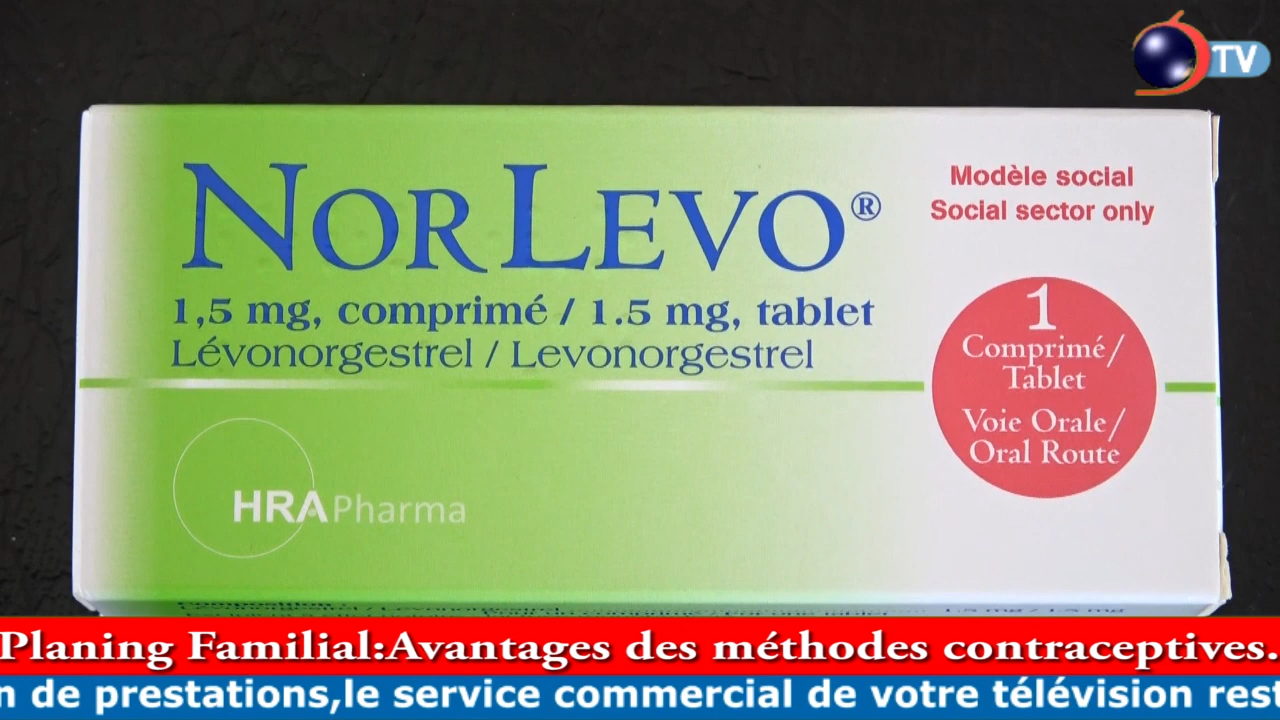 TV
NORLEVO®
1,5 mg, comprimé / 1.5 mg, tablet
Lévonorgestrel / Levonorgestrel
HRA Pharma
Modèle social
Social sector only
1
Comprimé/
Tablet
Voie Orale/
Oral Route
Planing Familial:Avantages des méthodes contraceptives.
n de prestations,le service commercial de votre télévision rest